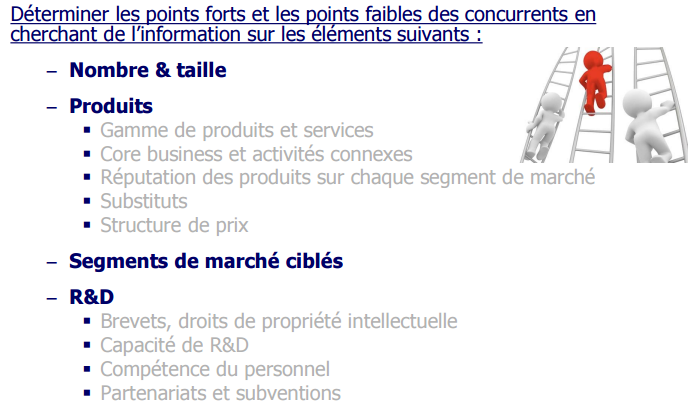 Déterminer les points forts et les points faibles des concurrents en
cherchant de l’information sur les éléments suivants :
– Nombre & taille
– Produits
▪ Gamme de produits et services
▪ Core business et activités connexes
▪ Réputation des produits sur chaque segment de marché
▪ Substituts
▪ Structure de prix
– Segments de marché ciblés
– R&D
▪ Brevets, droits de propriété intellectuelle
▪ Capacité de R&D
▪ Compétence du personnel
▪ Partenariats et subventions